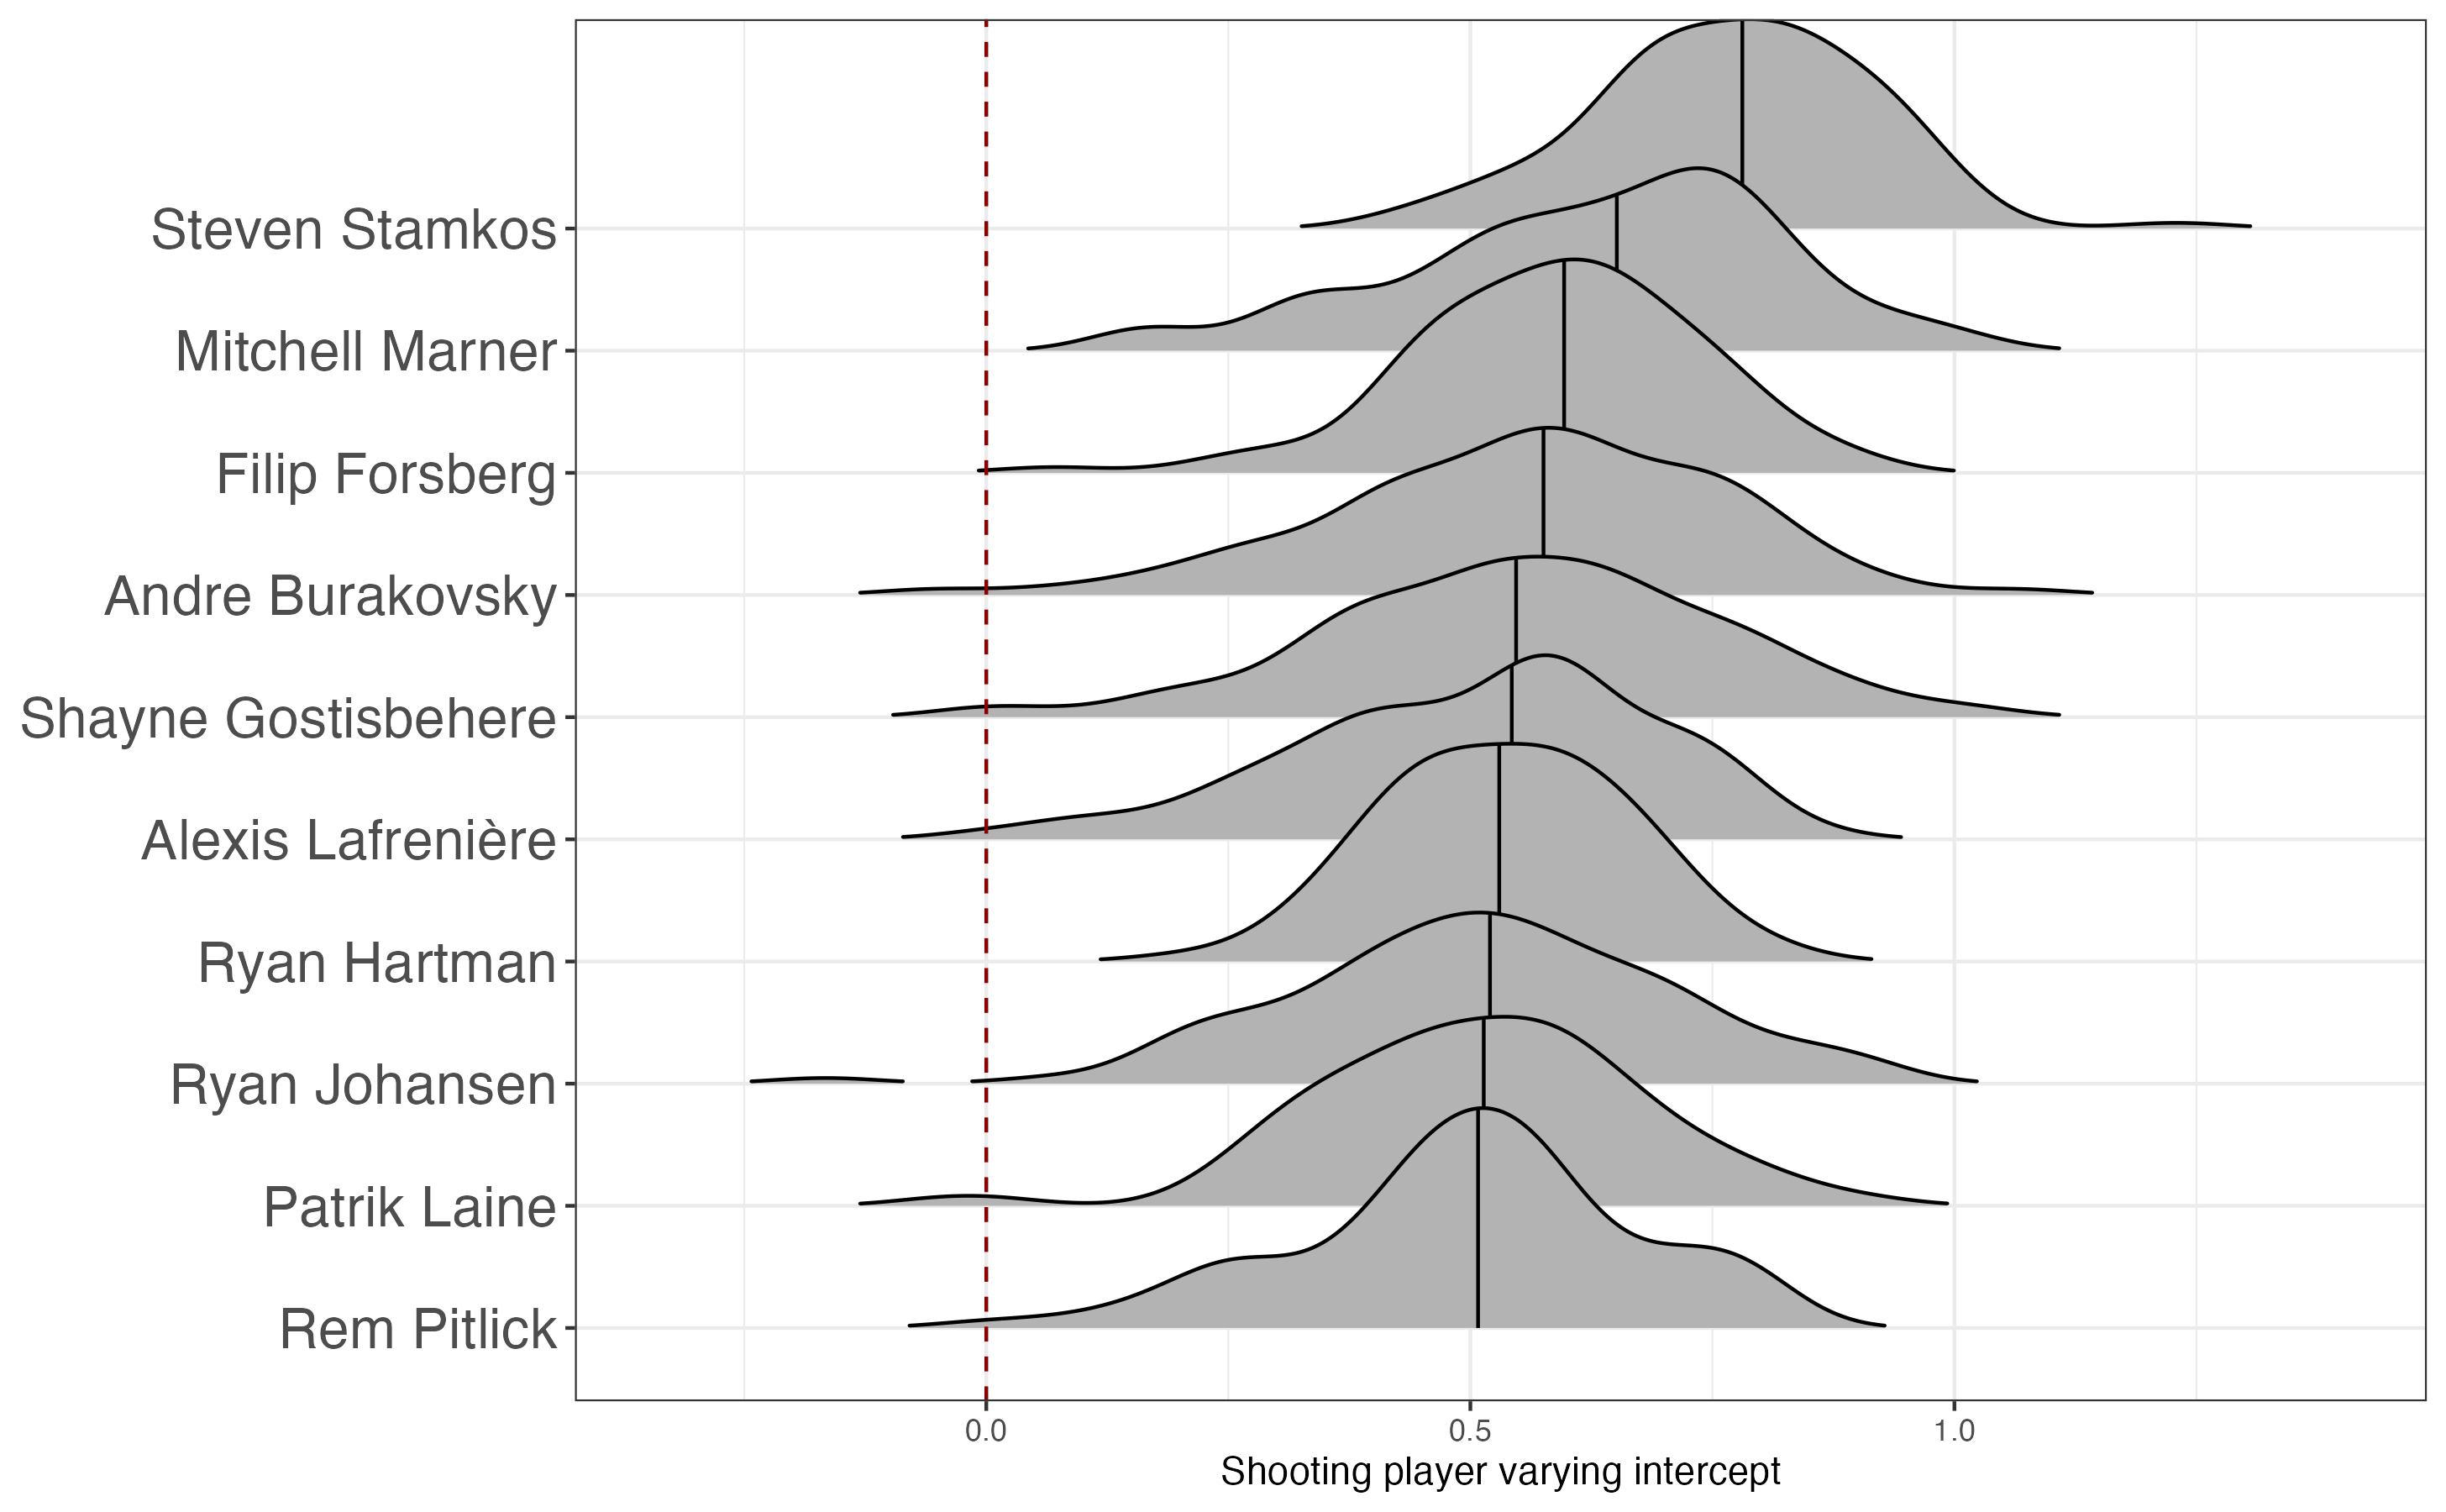 Steven Stamkos
Mitchell Marner
Filip Forsberg
Andre Burakovsky
Shayne Gostisbehere
Alexis Lafrenière
Ryan Hartman
Ryan Johansen
Patrik Laine
Rem Pitlick
0.0 0.5 1.0
Shooting player varying intercept